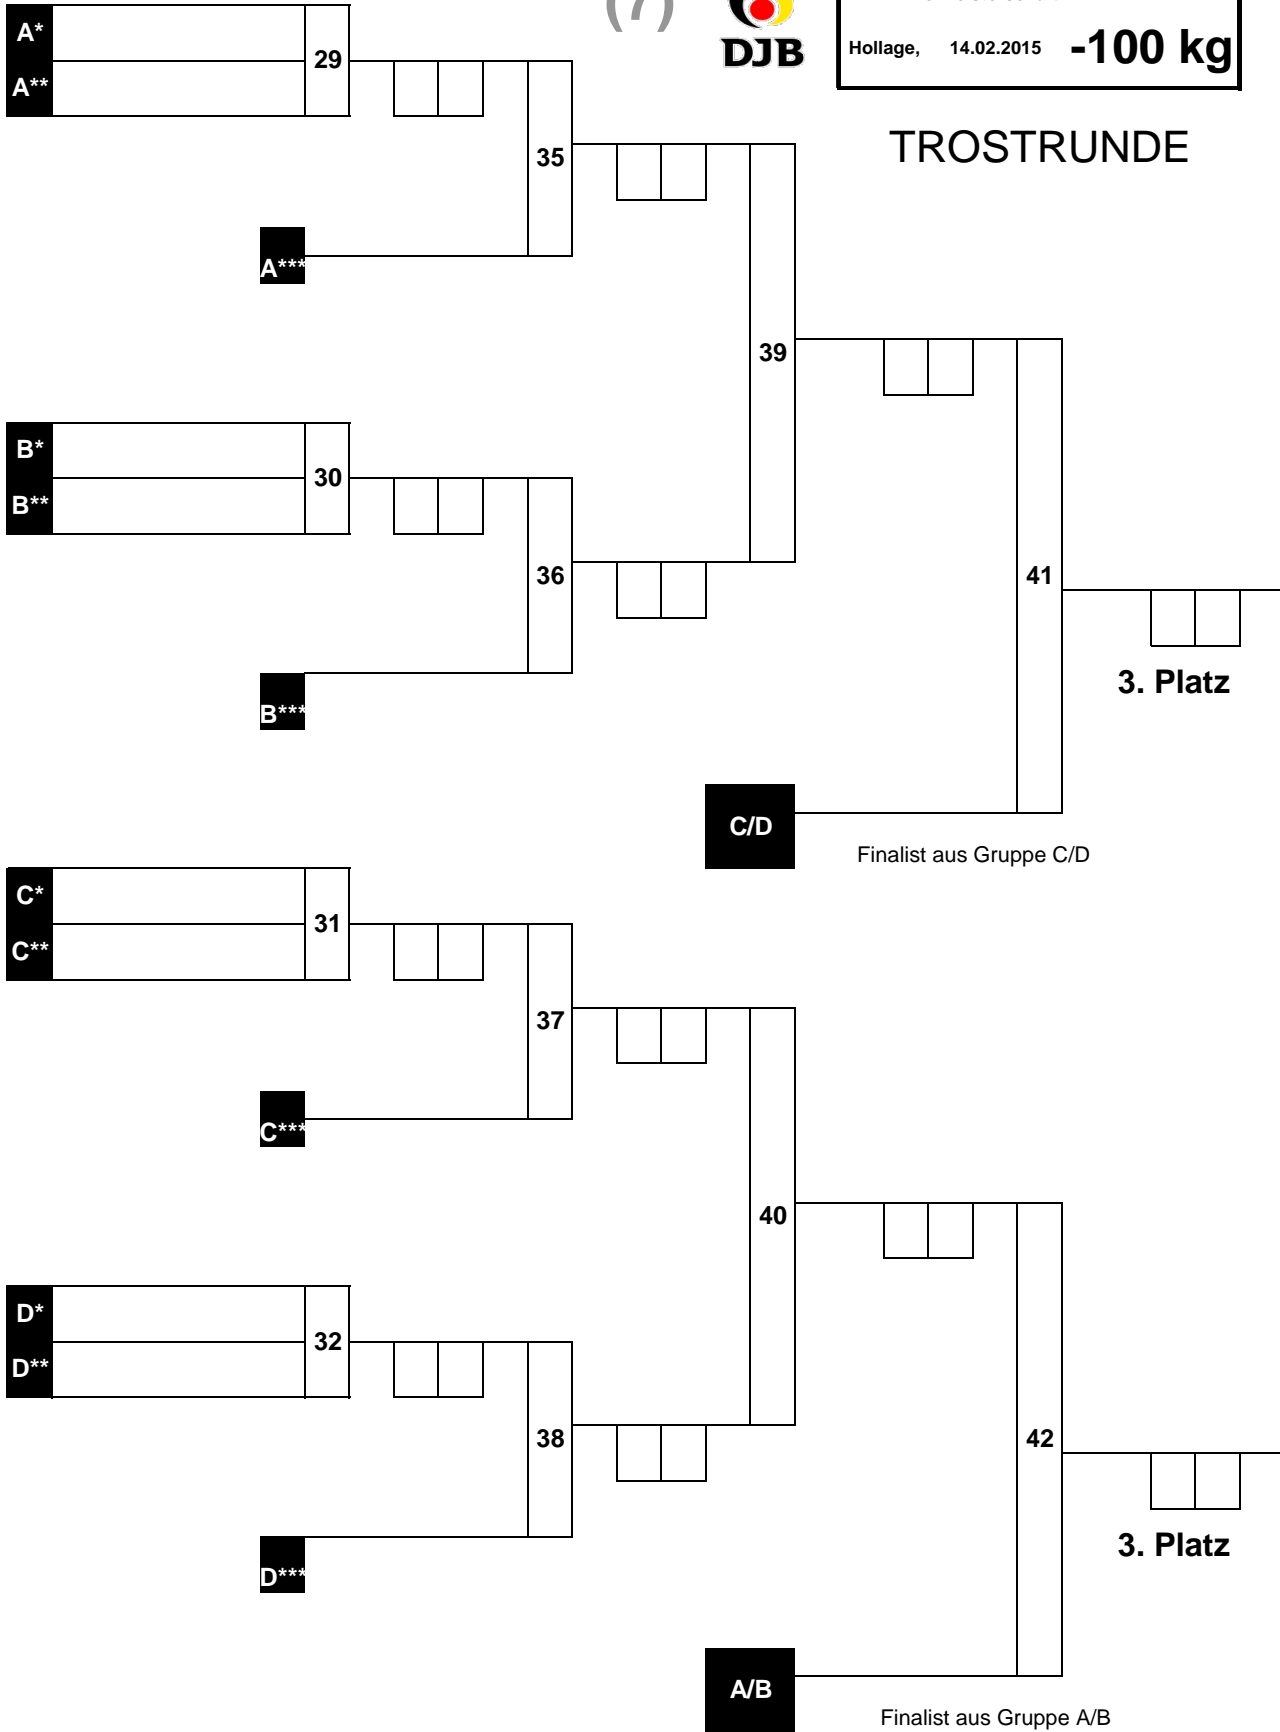 (7)
DJB
Hollage, 14.02.2015 -100 kg
TROSTRUNDE
A*
A**
29
35
A***
39
B*
B**
30
36
41
B***
3. Platz
C/D
Finalist aus Gruppe C/D
C*
C**
31
37
C***
40
D*
D**
32
38
42
D***
3. Platz
A/B
Finalist aus Gruppe A/B